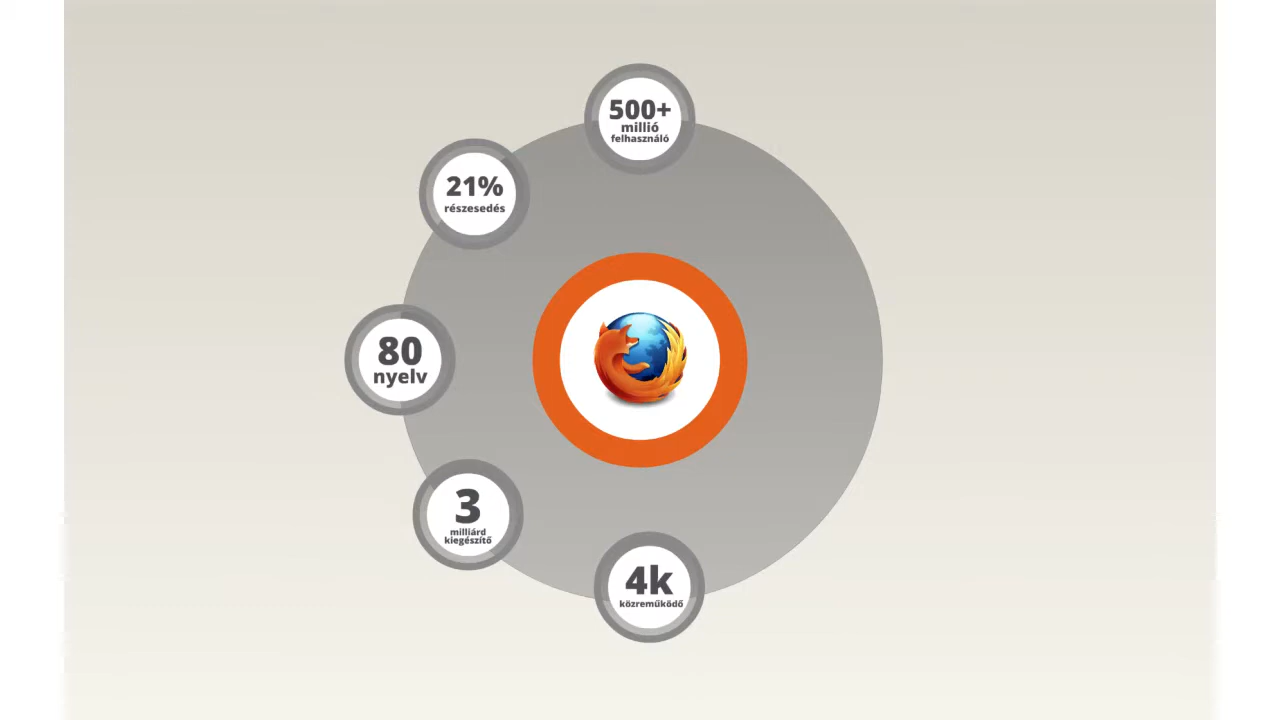 500+
millió
felhasználó
21%
részesedés
80
nyelv
3
milliárd
kiegészítő
4k
közreműködő